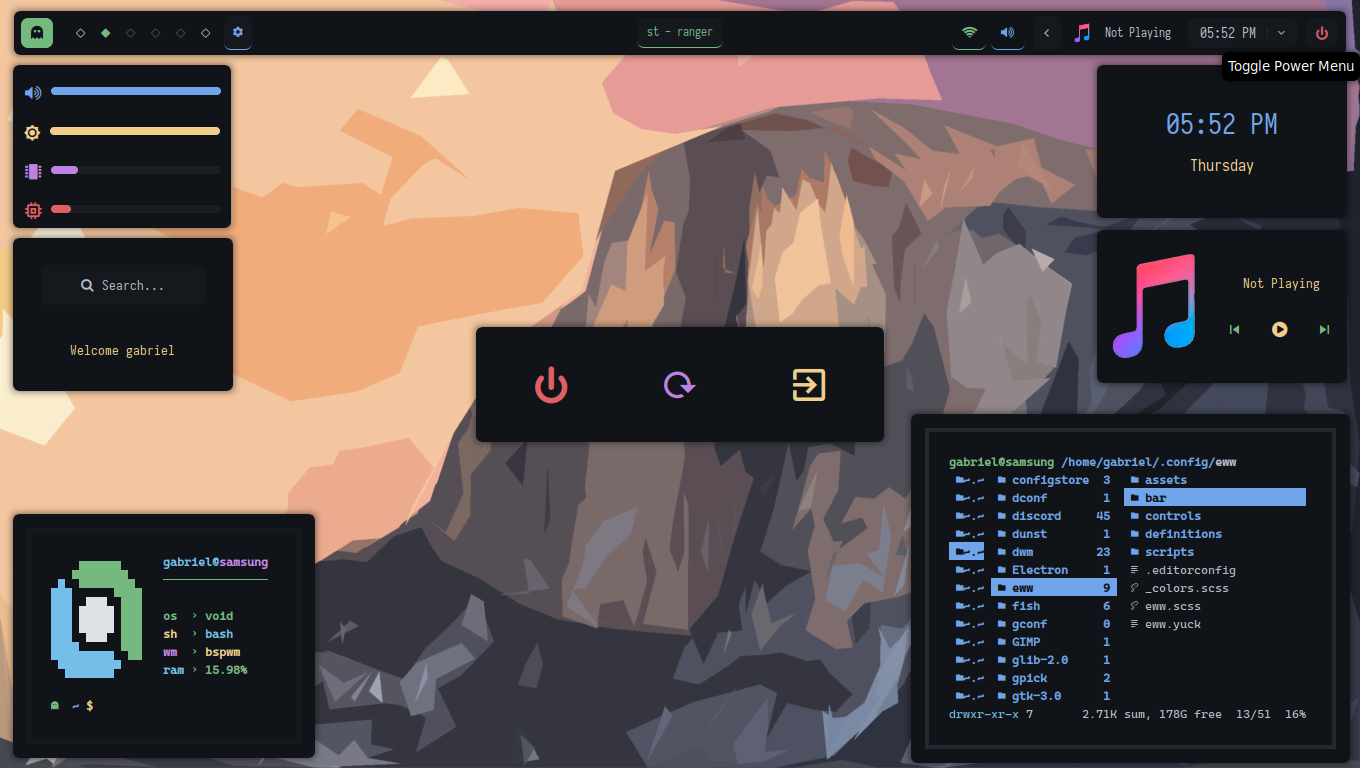 st - ranger
Not Playing
05:52 PM
Toggle Power Menu
05:52 PM
Thursday
Search...
Welcome gabriel
Not Playing
gabriel@samsung
os › void
sh › bash
wm › bspwm
ram › 15.98%
~ $
gabriel@samsung /home/gabriel/.config/eww
configstore 3 assets
dconf 1 bar
discord 45 controls
dunst 1 definitions
dwm 23 scripts
Electron 1 .editorconfig
eww 9 _colors.scss
fish 6 eww.scss
gconf 0 eww.yuck
GIMP 1
glib-2.0 1
gpick 2
gtk-3.0 1
drwxr-xr-x 7 2.71K sum, 178G free 13/51 16%